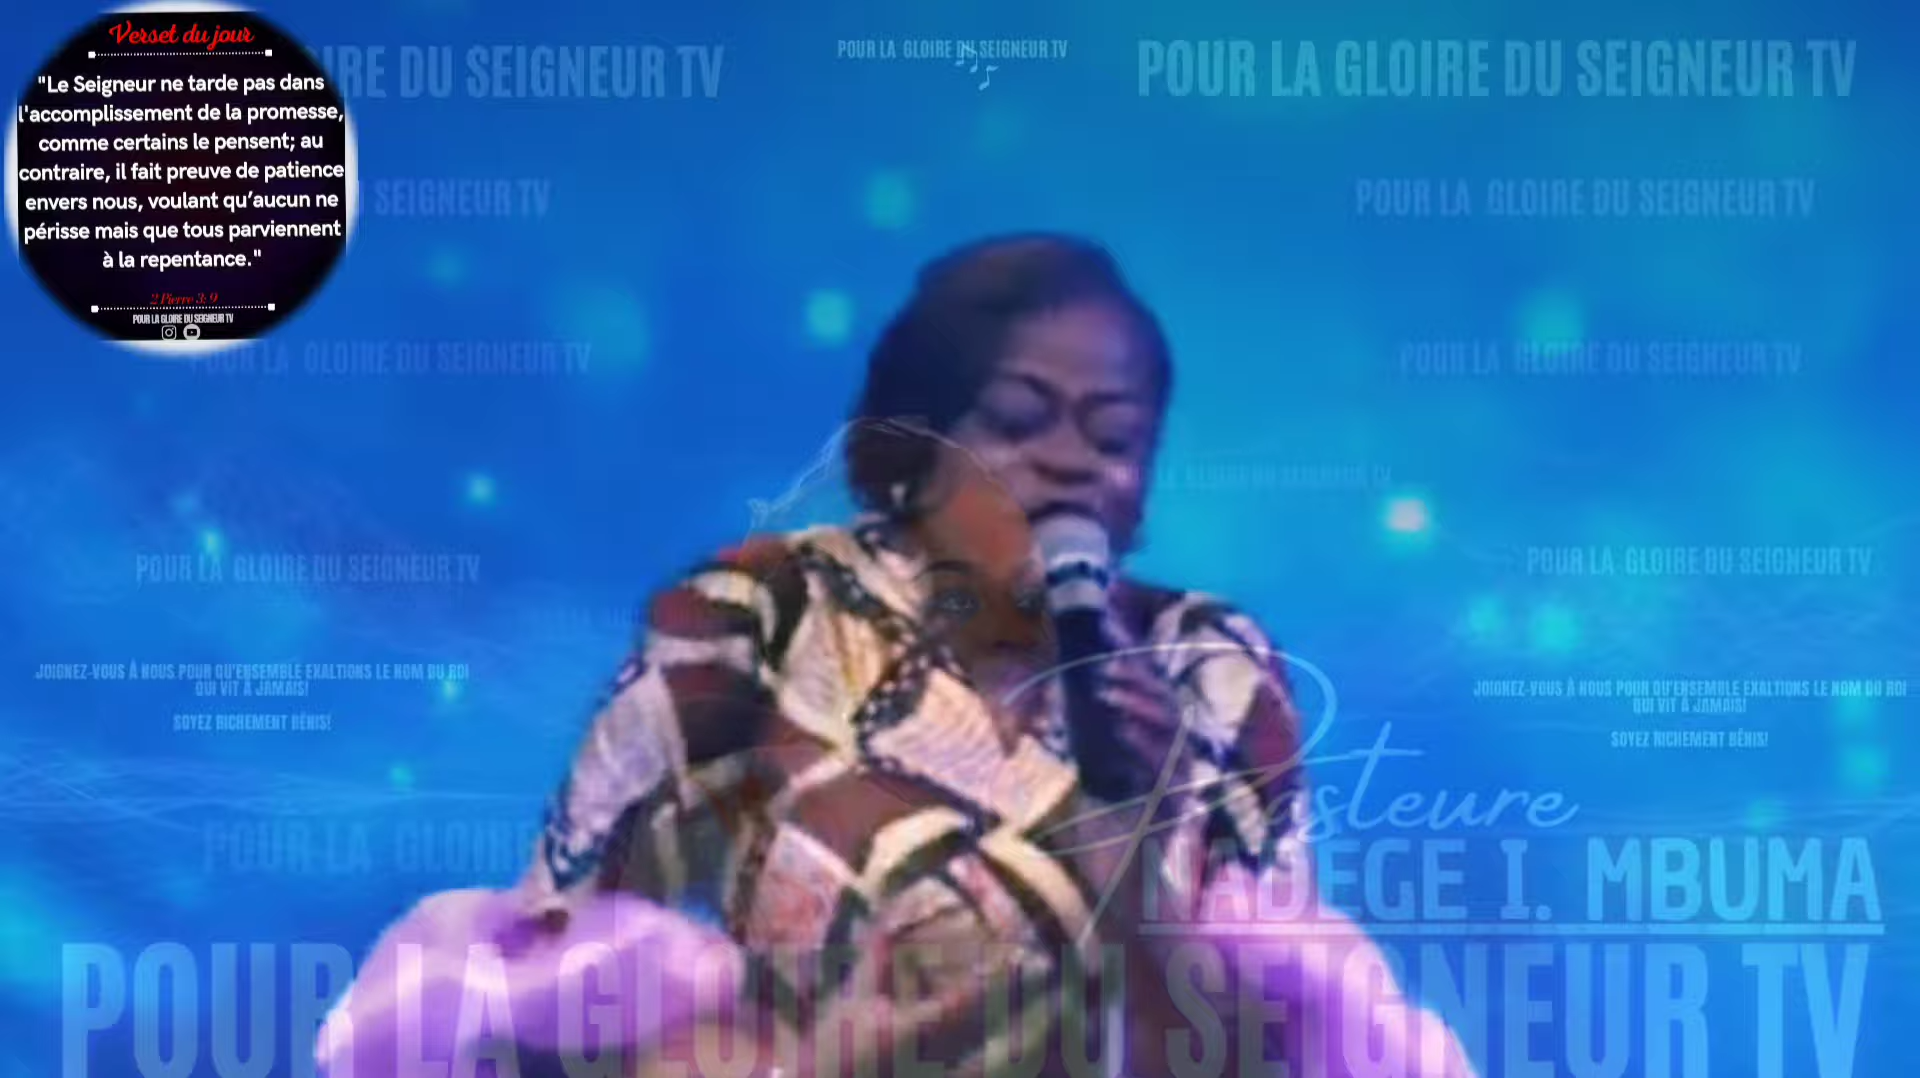 Verset du jour
"Le Seigneur ne tarde pas dans
l'accomplissement de la promesse,
comme certains le pensent; au
contraire, il fait preuve de patience
envers nous, voulant qu’aucun ne
périsse mais que tous parviennent
à la repentance."
2 Pierre 3: 9
POUR LA GLOIRE DU SEIGNEUR TV
IRE DU SEIGNEUR TV
POUR LA GLOIRE DU SEIGNEUR TV
POUR LA GLOIRE DU SEIGNEUR TV
SEIGNEUR TV
POUR LA GLOIRE DU SEIGNEUR TV
POUR LA GLOIRE DU SEIGNEUR TV
POUR LA GLOIRE DU SEIGNEUR TV
GLOIRE DU SEIGNEUR TV
POUR LA GLOIRE DU SEIGNEUR TV
POUR LA GLOIRE DU SEIGNEUR TV
JOIGNEZ-VOUS À NOUS POUR QU'ENSEMBLE EXALTIONS LE NOM DU ROI
QUI VIT À JAMAIS!
SOYEZ RICHEMENT BÉNIS!
JOIGNEZ-VOUS À NOUS POUR QU'ENSEMBLE EXALTIONS LE NOM DU ROI
QUI VIT À JAMAIS!
SOYEZ RICHEMENT BÉNIS!
POUR LA GLOIRE
Pasteure
NADEGE I. MBUMA
POUR LA GLOIRE DU SEIGNEUR TV